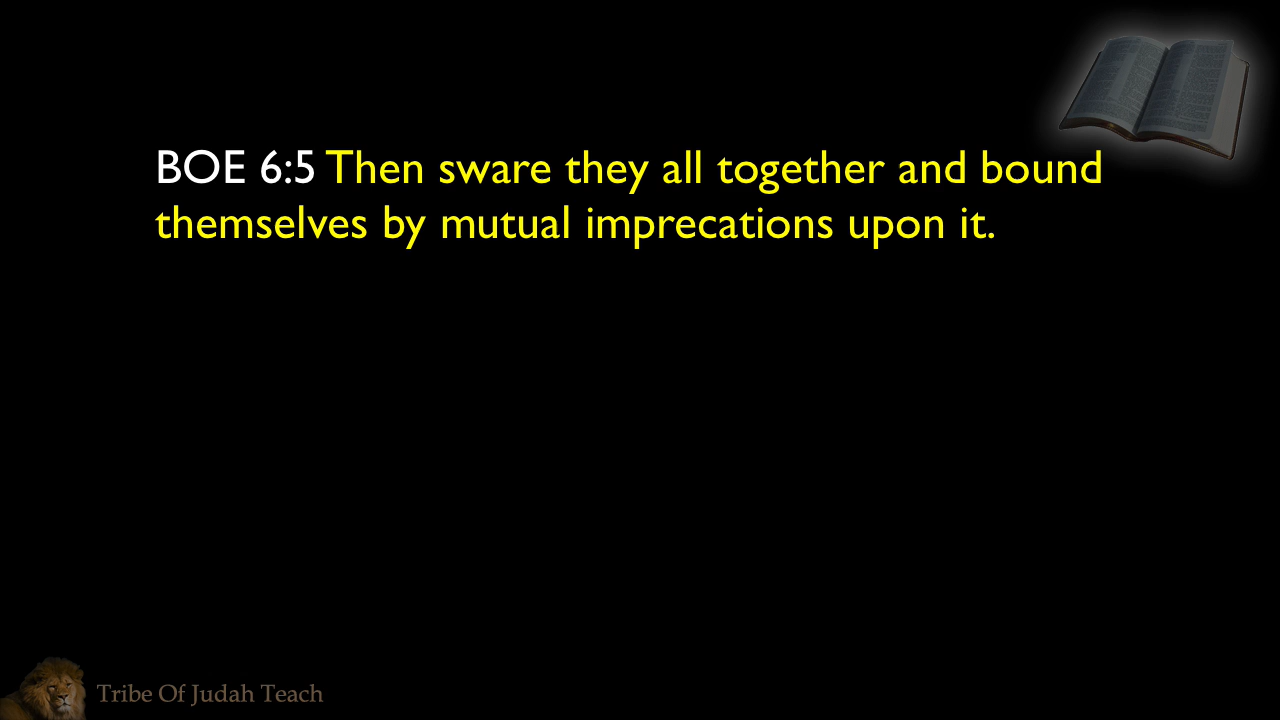 BOE 6:5 Then sware they all together and bound
themselves by mutual imprecations upon it.
Tribe Of Judah Teach